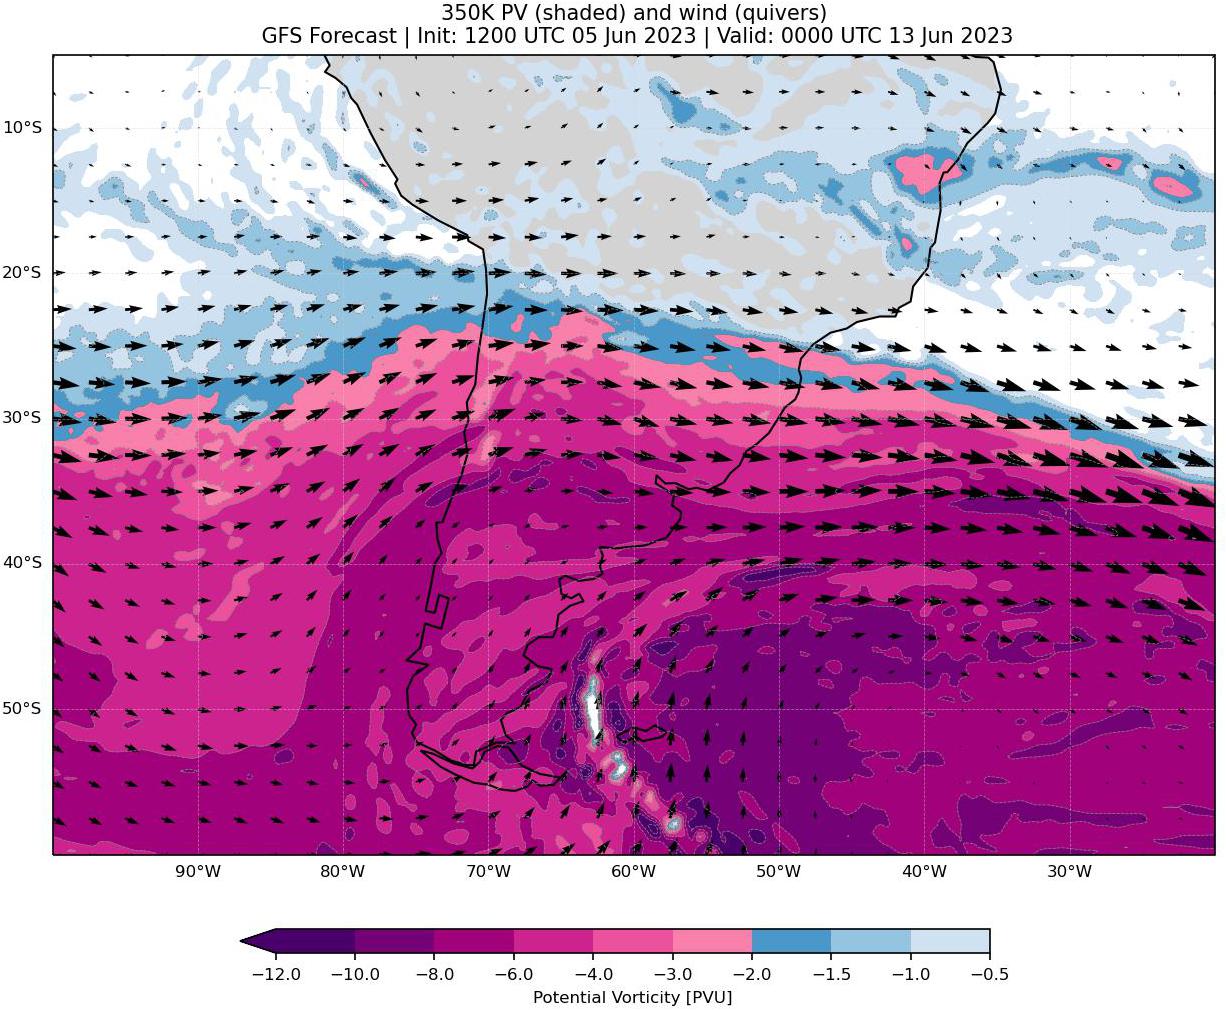 350K PV (shaded) and wind (quivers)
GFS Forecast | Init: 1200 UTC 05 Jun 2023 | Valid: 0000 UTC 13 Jun 2023
10°S
20°S
30°S
40°S
50°S
90°W 80°W 70°W 60°W 50°W 40°W 30°W
−12.0 −10.0 −8.0 −6.0 −4.0 −3.0 −2.0 −1.5 −1.0 −0.5
Potential Vorticity [PVU]